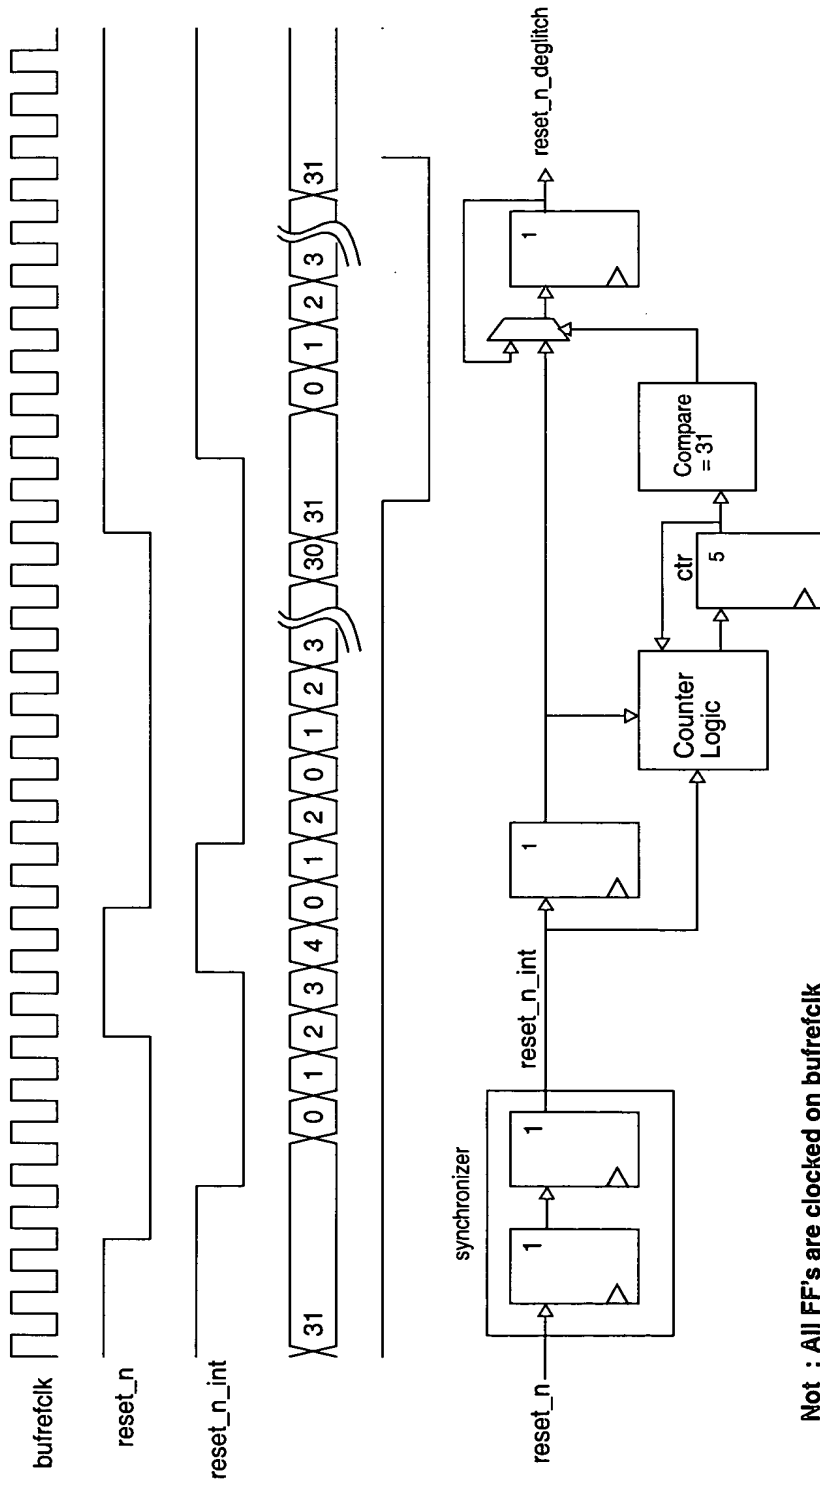 bufrefclk
reset_n
reset_n_int
31 0 1 2 3 4 0 1 2 0 1 2 3 30 31 0 1 2 3 31
synchronizer
reset_n
1
1
reset_n_int
1
Counter
Logic
ctr
5
Compare
= 31
1
reset_n_deglitch
Not : All FF's are clocked on bufrefclk